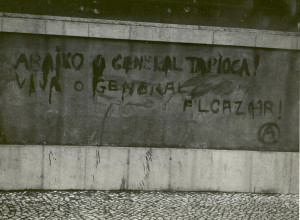 ABAIXO O GENERAL TAPIOCA!
VIVA O GENERAL
ALCAZAR!
A